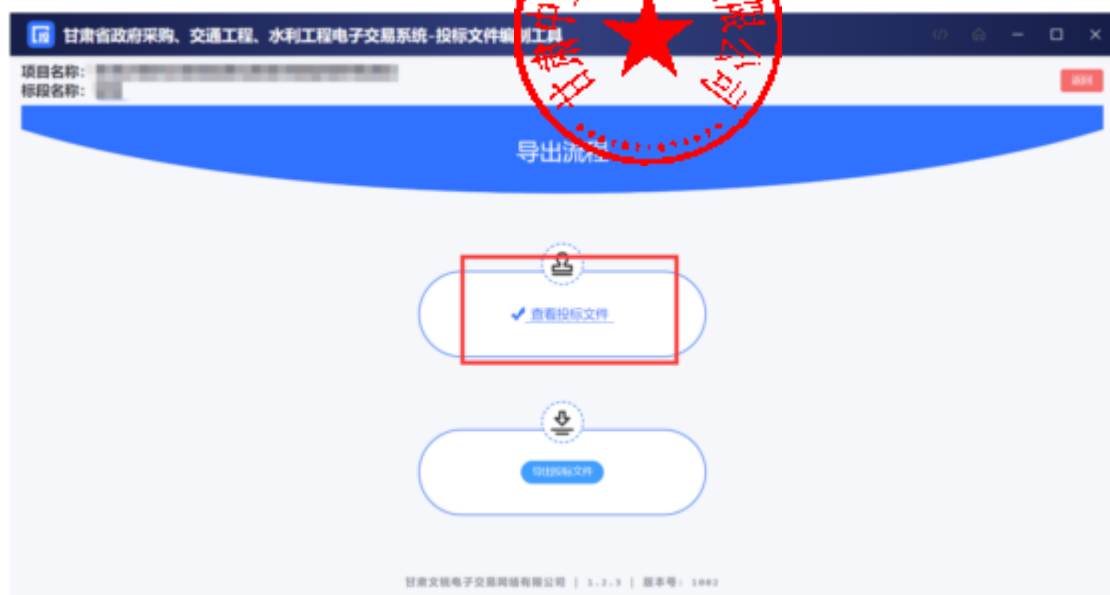 甘肃省政府采购、交通工程、水利工程电子交易系统-投标文件编制工具
项目名称:
标段名称:
返回
导出流程
查看投标文件
导出投标文件
甘肃文锐电子交易网络有限公司 | 1.2.3 | 版本号: 1002